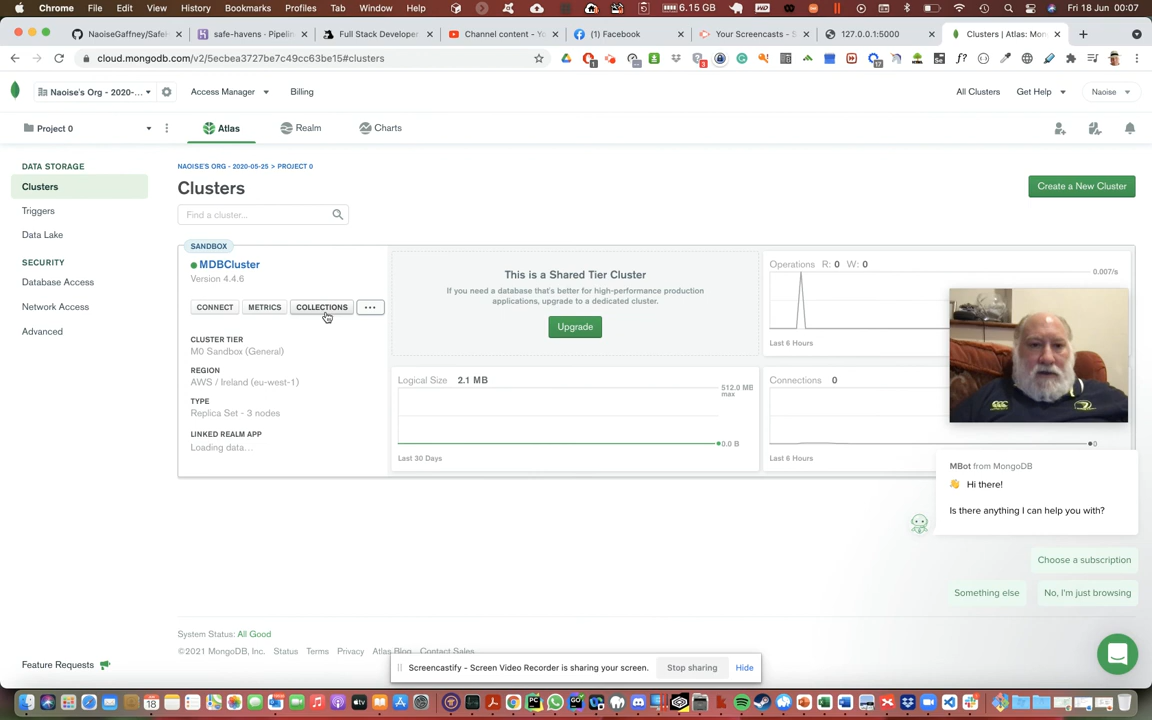 Chrome File Edit View History Bookmarks Profiles Tab Window Help 6.15 GB Fri 18 Jun 00:07
NaoiseGaffney/Safe safe-havens · Pipelin Full Stack Developer Channel content - Yo (1) Facebook Your Screencasts - S 127.0.0.1:5000 Clusters | Atlas: Mon
cloud.mongodb.com/v2/5ecbea3727be7c49cc63be15#clusters
Naoise's Org - 2020-... Access Manager Billing All Clusters Get Help Naoise
Project 0 Atlas Realm Charts
DATA STORAGE
Clusters
Triggers
Data Lake
SECURITY
Database Access
Network Access
Advanced
Feature Requests
NAOISE'S ORG - 2020-05-25 > PROJECT 0
Clusters
Create a New Cluster
Find a cluster...
SANDBOX
MDBCluster
Version 4.4.6
CONNECT METRICS COLLECTIONS ...
CLUSTER TIER
M0 Sandbox (General)
REGION
AWS / Ireland (eu-west-1)
TYPE
Replica Set - 3 nodes
LINKED REALM APP
Loading data...
This is a Shared Tier Cluster
If you need a database that's better for high-performance production
applications, upgrade to a dedicated cluster.
Upgrade
Operations R: 0 W: 0
0.007/s
Last 6 Hours
Logical Size 2.1 MB
512.0 MB
max
0.0 B
Last 30 Days
Connections 0
0
Last 6 Hours
MBot from MongoDB
👋 Hi there!
Is there anything I can help you with?
Choose a subscription
Something else No, I'm just browsing
System Status: All Good
©2021 MongoDB, Inc. Status Terms Privacy Atlas Blog Contact Sales
Screencastify - Screen Video Recorder is sharing your screen. Stop sharing Hide